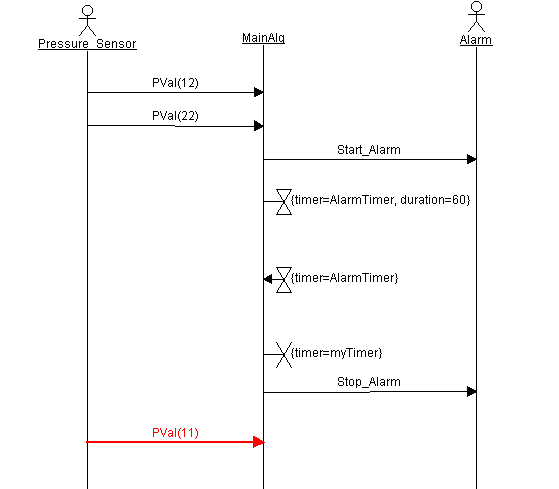 Pressure_Sensor
MainAlg
Alarm
PVal(12)
PVal(22)
Start_Alarm
{timer=AlarmTimer, duration=60}
{timer=AlarmTimer}
{timer=myTimer}
Stop_Alarm
PVal(11)